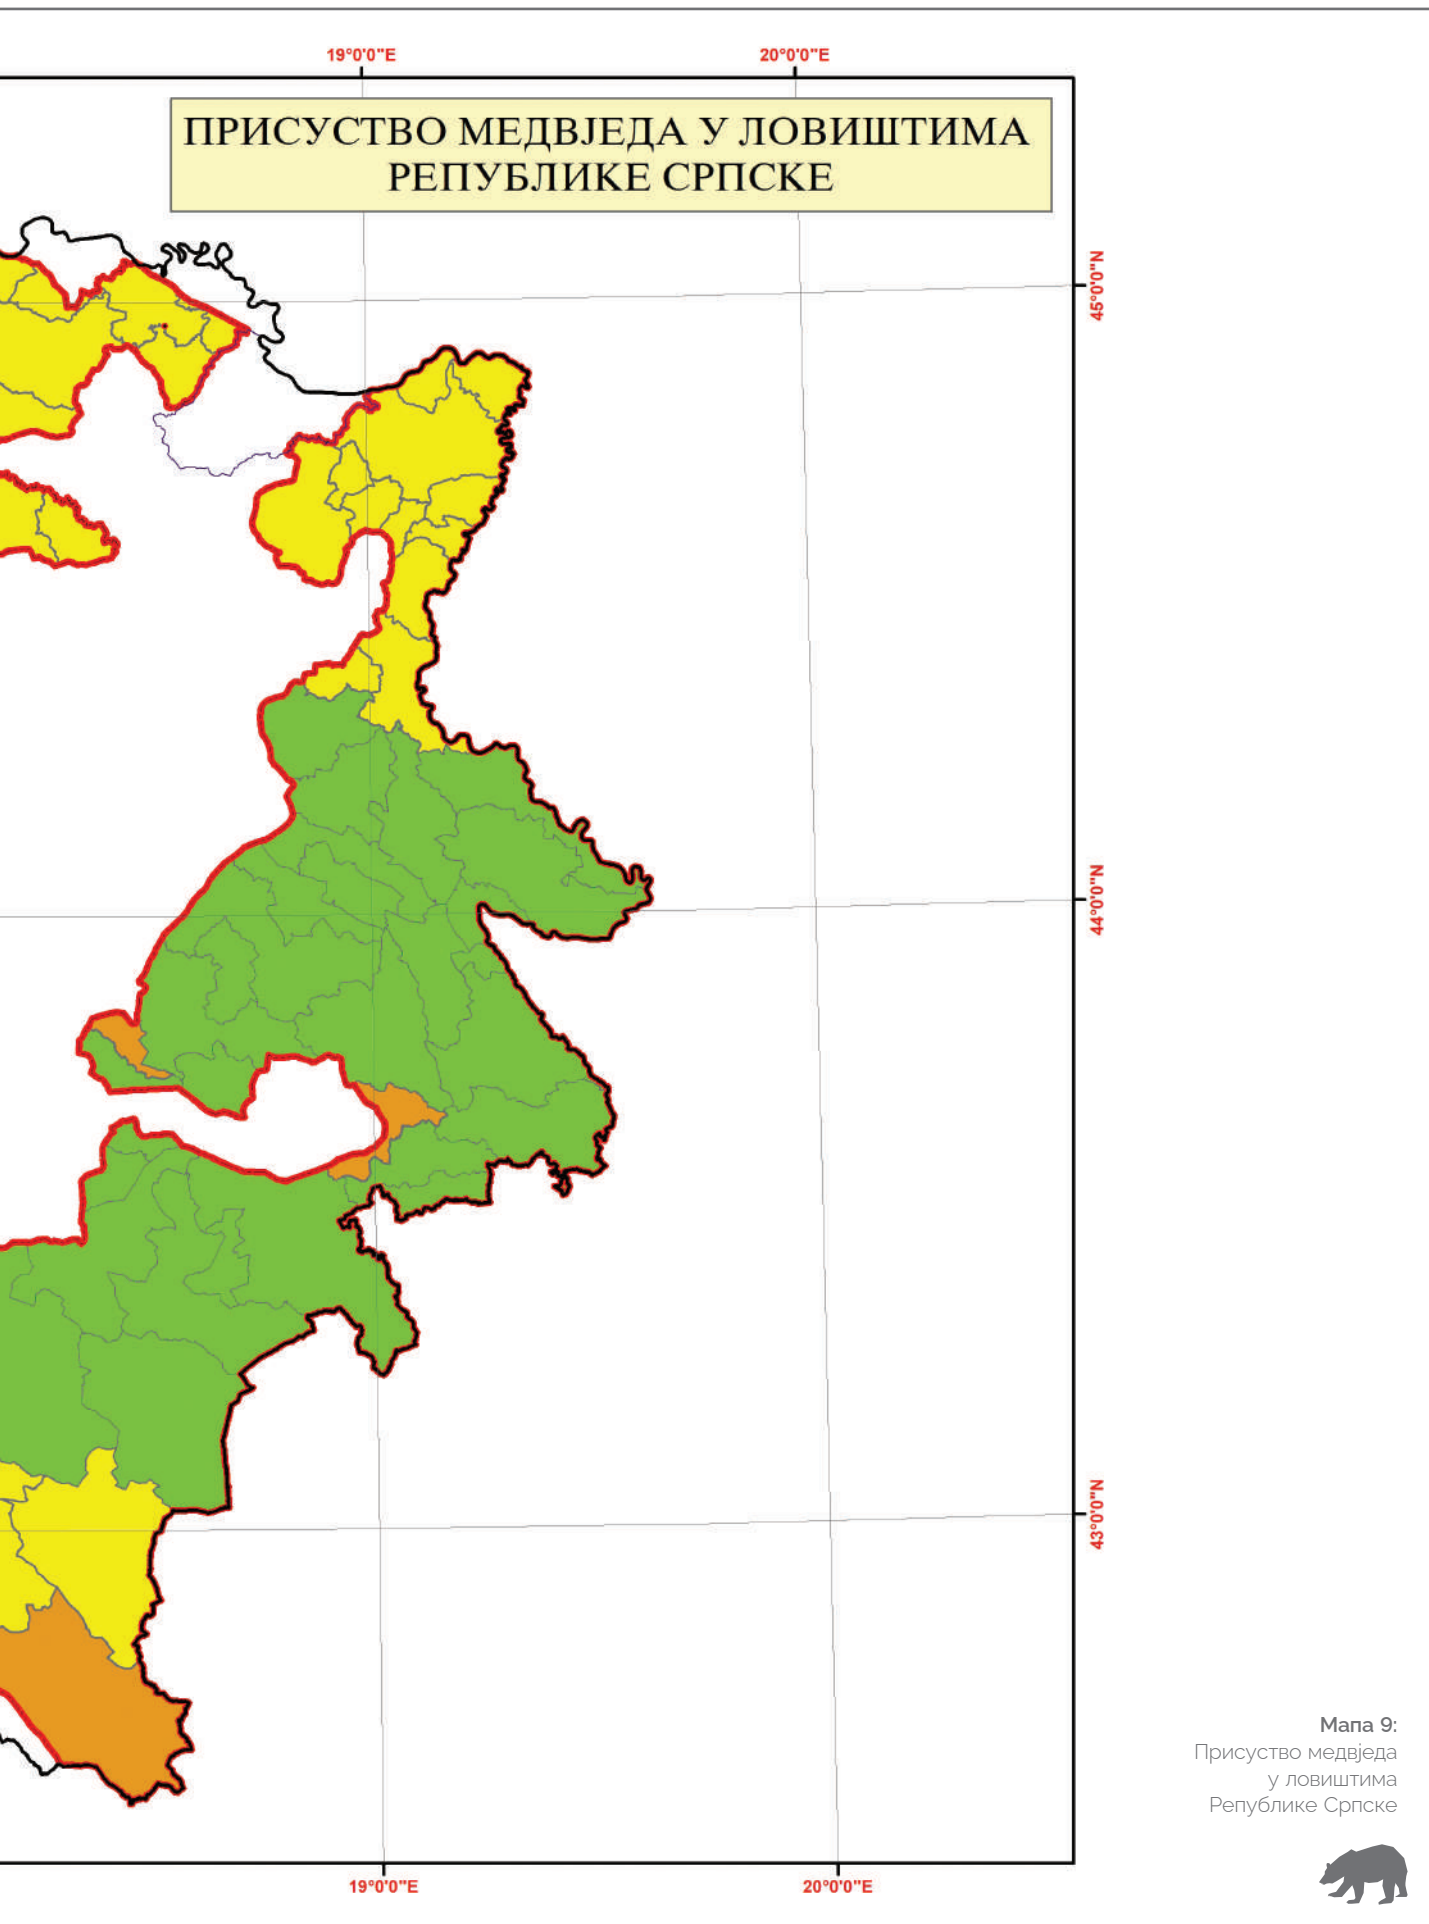 19°0'0"E
20°0'0"E
ПРИСУСТВО МЕДВЈЕДА У ЛОВИШТИМА
РЕПУБЛИКЕ СРПСКЕ
45°0'0"N
44°0'0"N
43°0'0"N
Мапа 9:
Присуство медвједа
у ловиштима
Републике Српске
19°0'0"E
20°0'0"E